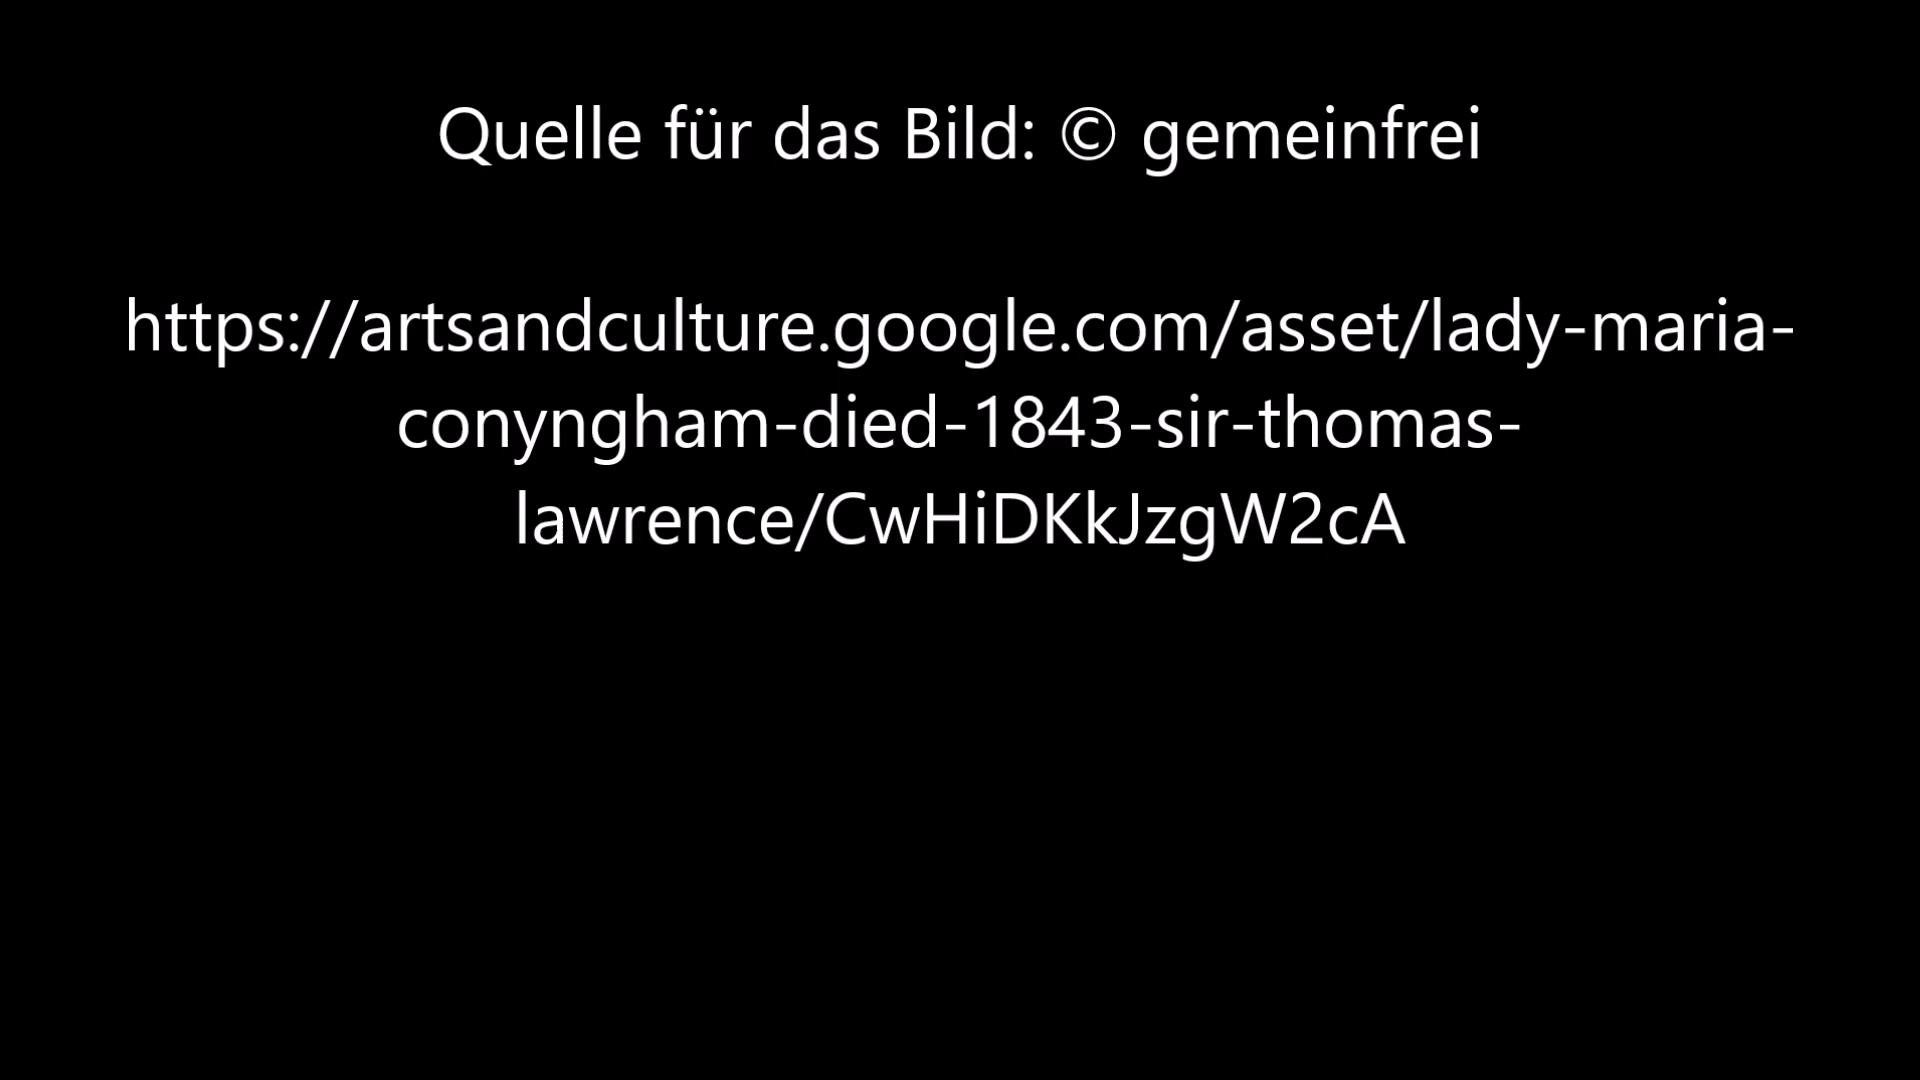 Quelle für das Bild: © gemeinfrei
https://artsandculture.google.com/asset/lady-maria-
conyngham-died-1843-sir-thomas-
lawrence/CwHiDKkJzgW2cA